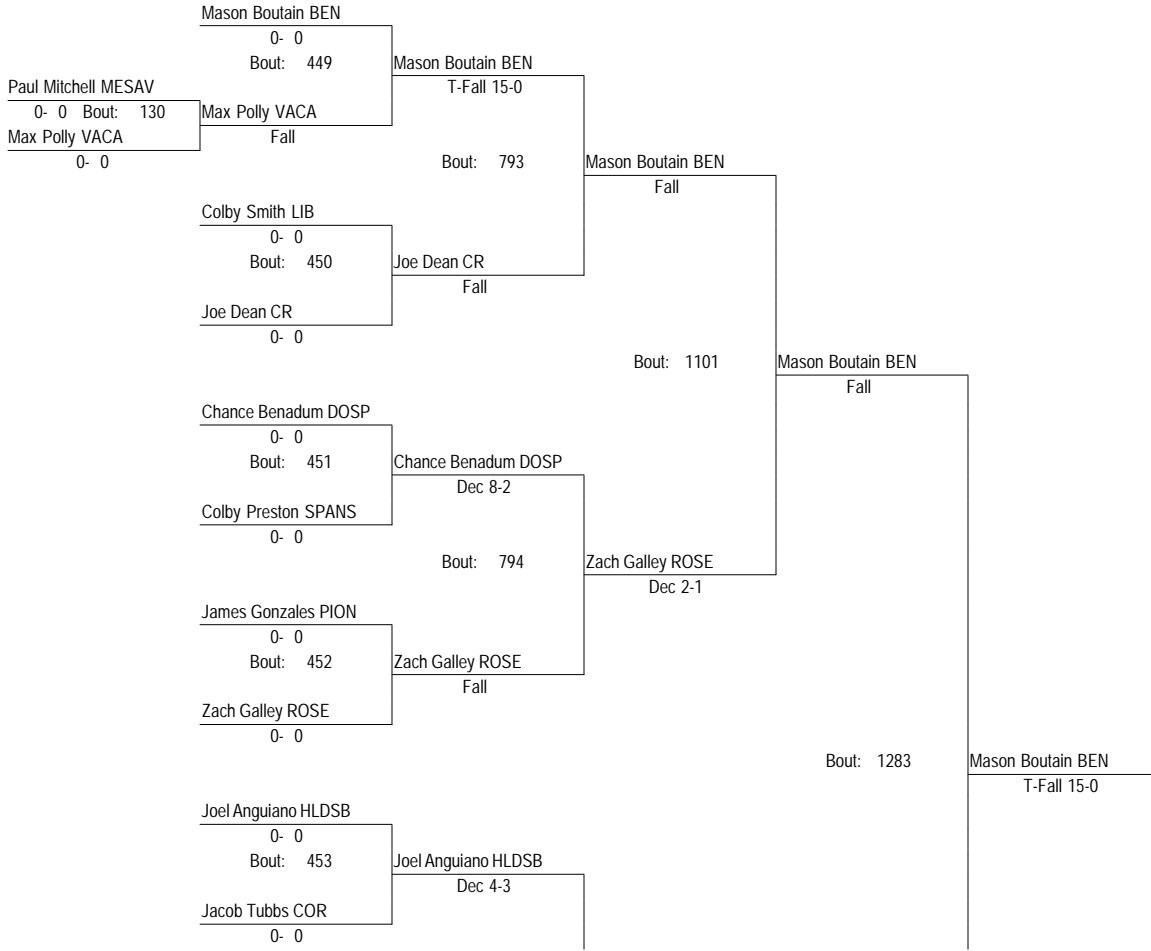 Mason Boutain BEN
0- 0
Bout: 449
Mason Boutain BEN
T-Fall 15-0
Paul Mitchell MESAV
0- 0 Bout: 130
Max Polly VACA
Fall
Max Polly VACA
0- 0
Bout: 793
Mason Boutain BEN
Fall
Colby Smith LIB
0- 0
Bout: 450
Joe Dean CR
Fall
Joe Dean CR
0- 0
Bout: 1101
Mason Boutain BEN
Fall
Chance Benadum DOSP
0- 0
Bout: 451
Chance Benadum DOSP
Dec 8-2
Colby Preston SPANS
0- 0
Bout: 794
Zach Galley ROSE
Dec 2-1
James Gonzales PION
0- 0
Bout: 452
Zach Galley ROSE
Fall
Zach Galley ROSE
0- 0
Bout: 1283
Mason Boutain BEN
T-Fall 15-0
Joel Anguiano HLDSB
0- 0
Bout: 453
Joel Anguiano HLDSB
Dec 4-3
Jacob Tubbs COR
0- 0